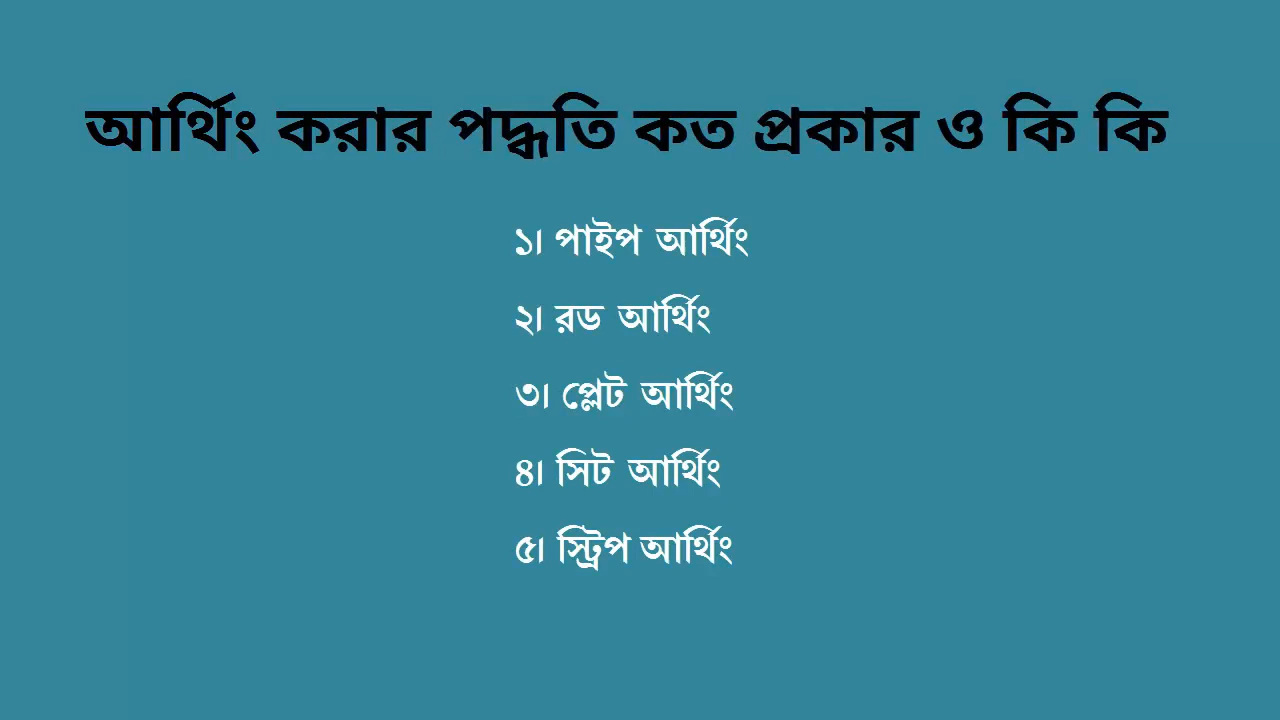 আর্থিং করার পদ্ধতি কত প্রকার ও কি কি
১। পাইপ আর্থিং
২। রড আর্থিং
৩। প্লেট আর্থিং
৪। সিট আর্থিং
৫। স্ট্রিপ আর্থিং